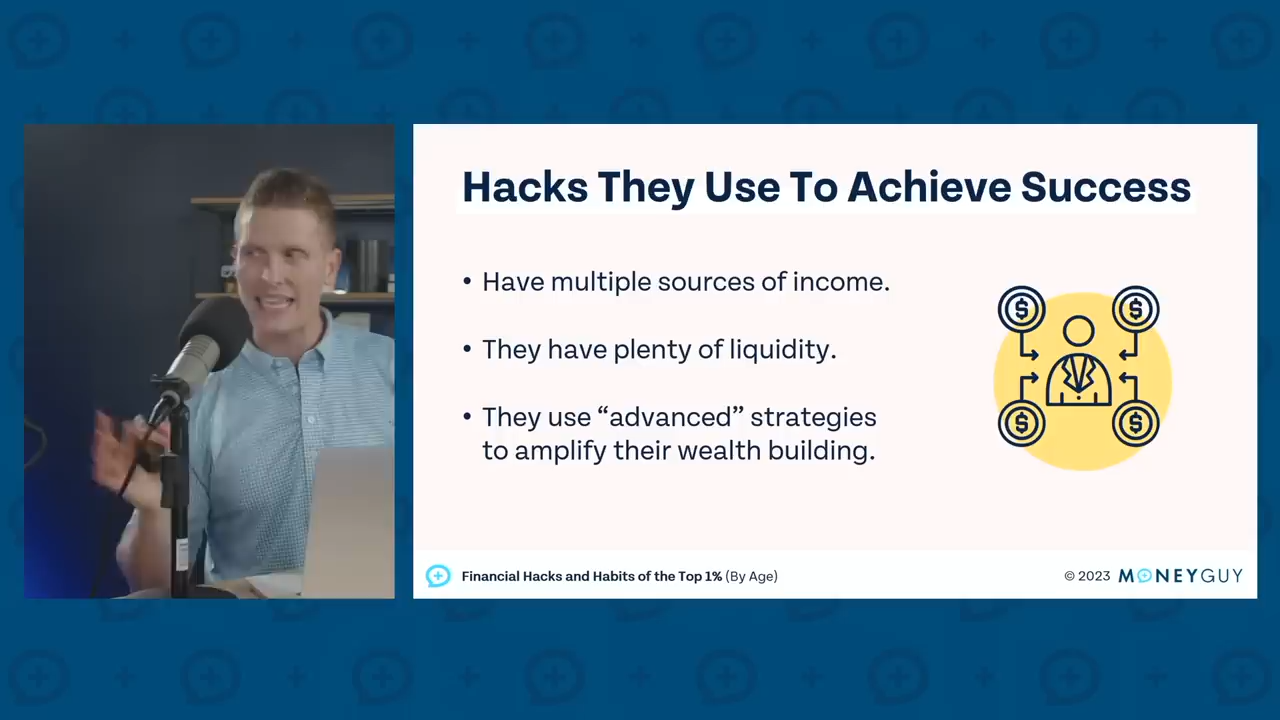 Hacks They Use To Achieve Success
• Have multiple sources of income.
• They have plenty of liquidity.
• They use “advanced” strategies
to amplify their wealth building.
$ $
$ $
Financial Hacks and Habits of the Top 1% (By Age)
© 2023 MONEYGUY